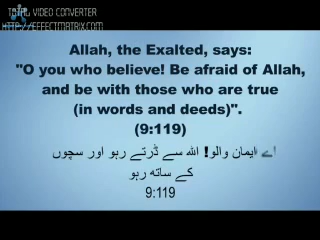 TOTAL VIDEO CONVERTER
HTTP://EFFECTMATRIX.COM
Allah, the Exalted, says:
"O you who believe! Be afraid of Allah,
and be with those who are true
(in words and deeds)".
(9:119)
اے ایمان والو! الله سے ڈرتے رہو اور سچوں
کے ساتھ رہو
9:119